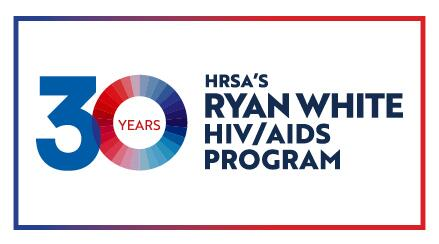 30
YEARS
HRSA'S
RYAN WHITE
HIV/AIDS
PROGRAM